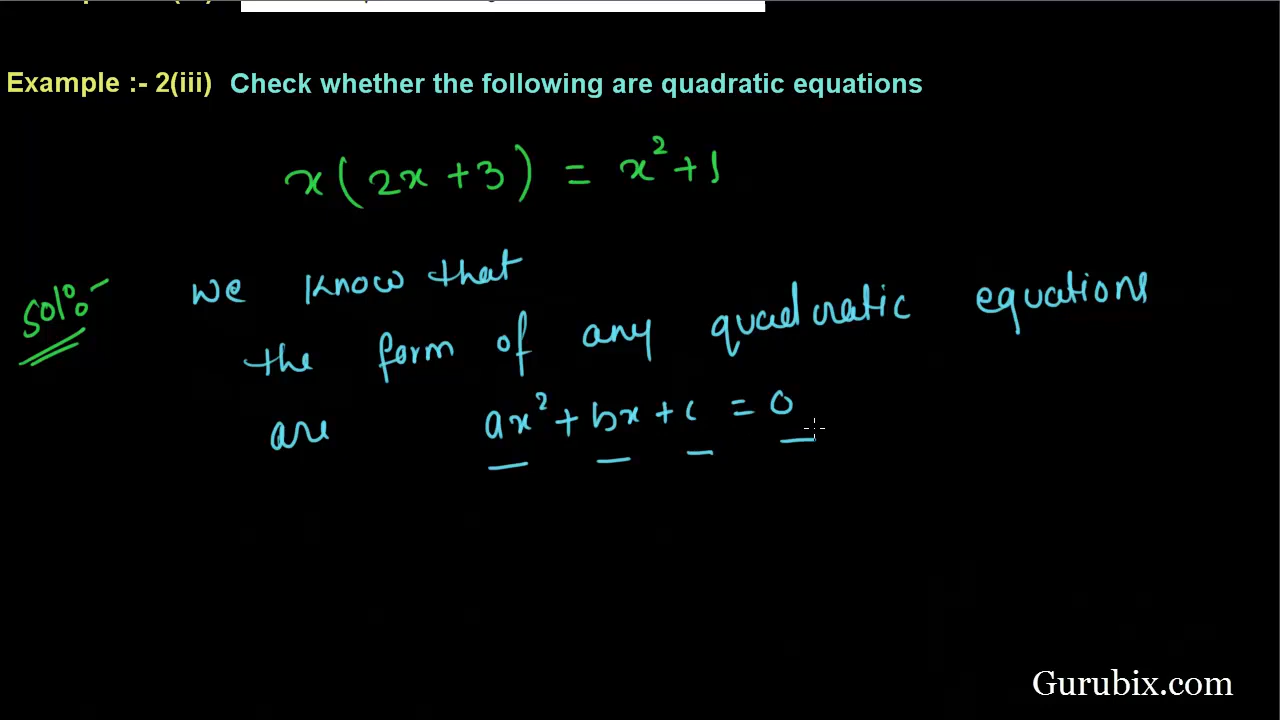 Example :- 2(iii) Check whether the following are quadratic equations
x(2x+3) = x²+1
Sol:-
We know that
the form of any quadratic equations
are ax²+bx+c = 0
Gurubix.com